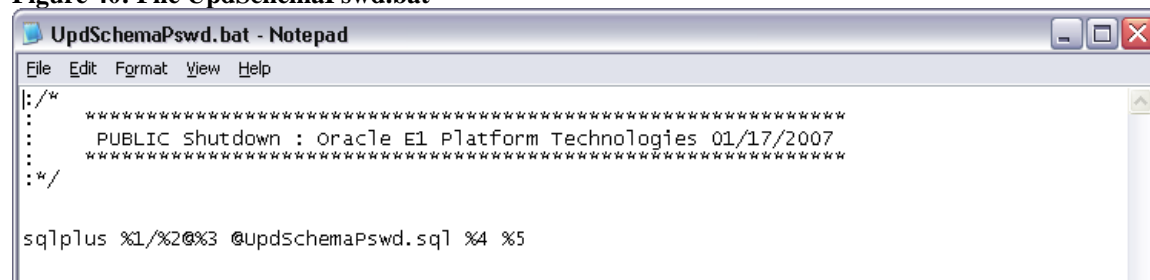 Figure 40: File UpdSchemaPswd.bat
UpdSchemaPswd.bat - Notepad
File Edit Format View Help
:/*
: **************************************************************
: PUBLIC Shutdown : Oracle E1 Platform Technologies 01/17/2007
: **************************************************************
:*/
sqlplus %1/%2@%3 @UpdSchemaPswd.sql %4 %5